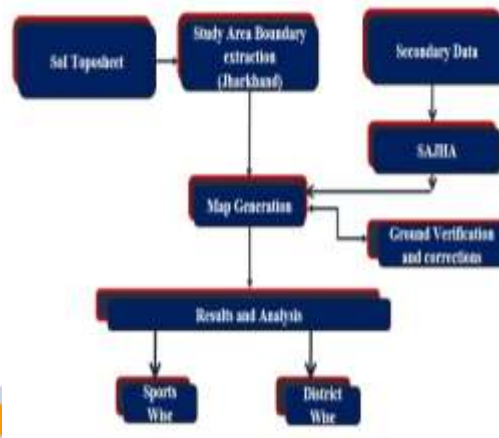 SoI Toposheet
Study Area Boundary
extraction
(Jharkhand)
Secondary Data
SAJHA
Map Generation
Ground Verification
and corrections
Results and Analysis
Sports
Wise
District
Wise